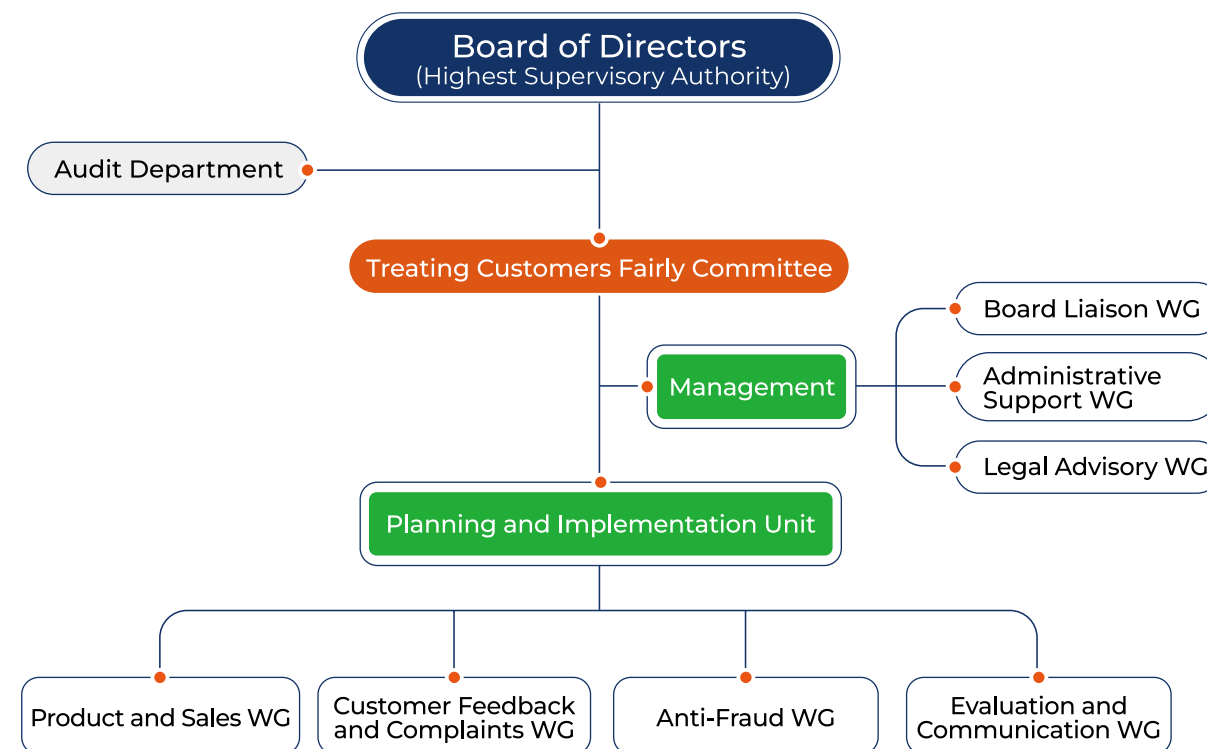 Board of Directors
(Highest Supervisory Authority)
Audit Department
Treating Customers Fairly Committee
Board Liaison WG
Management
Administrative
Support WG
Legal Advisory WG
Planning and Implementation Unit
Product and Sales WG
Customer Feedback
and Complaints WG
Anti-Fraud WG
Evaluation and
Communication WG